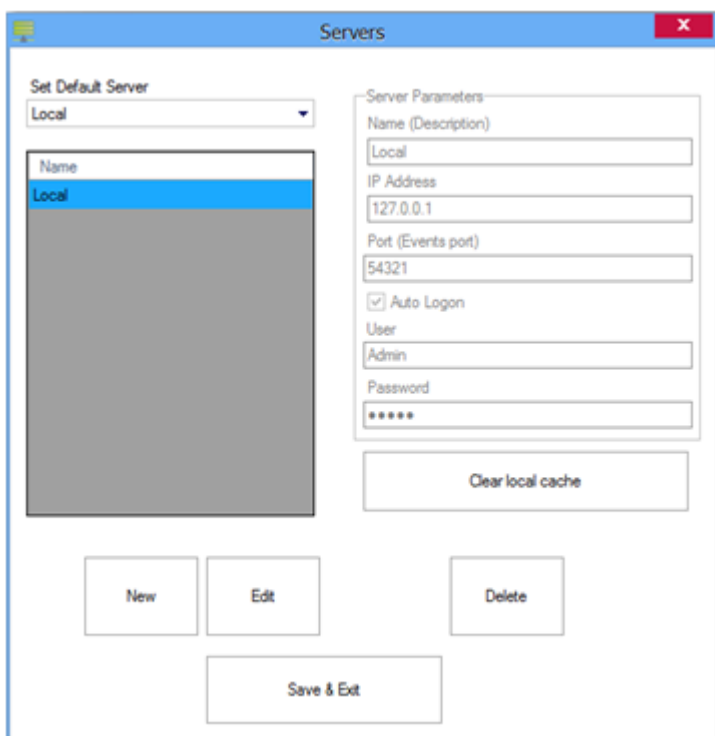 Servers
x
Set Default Server
Local
Name
Local
Server Parameters
Name (Description)
Local
IP Address
127.0.0.1
Port (Events port)
54321
Auto Logon
User
Admin
Password
•••••
Clear local cache
New
Edit
Delete
Save & Exit